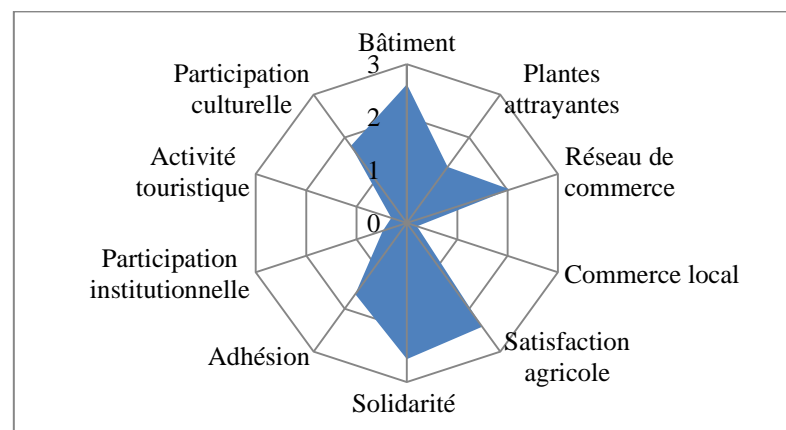 Bâtiment
Plantes
attrayantes
Réseau de
commerce
Commerce local
Satisfaction
agricole
Solidarité
Adhésion
Participation
institutionnelle
Activité
touristique
Participation
culturelle
3
2
1
0